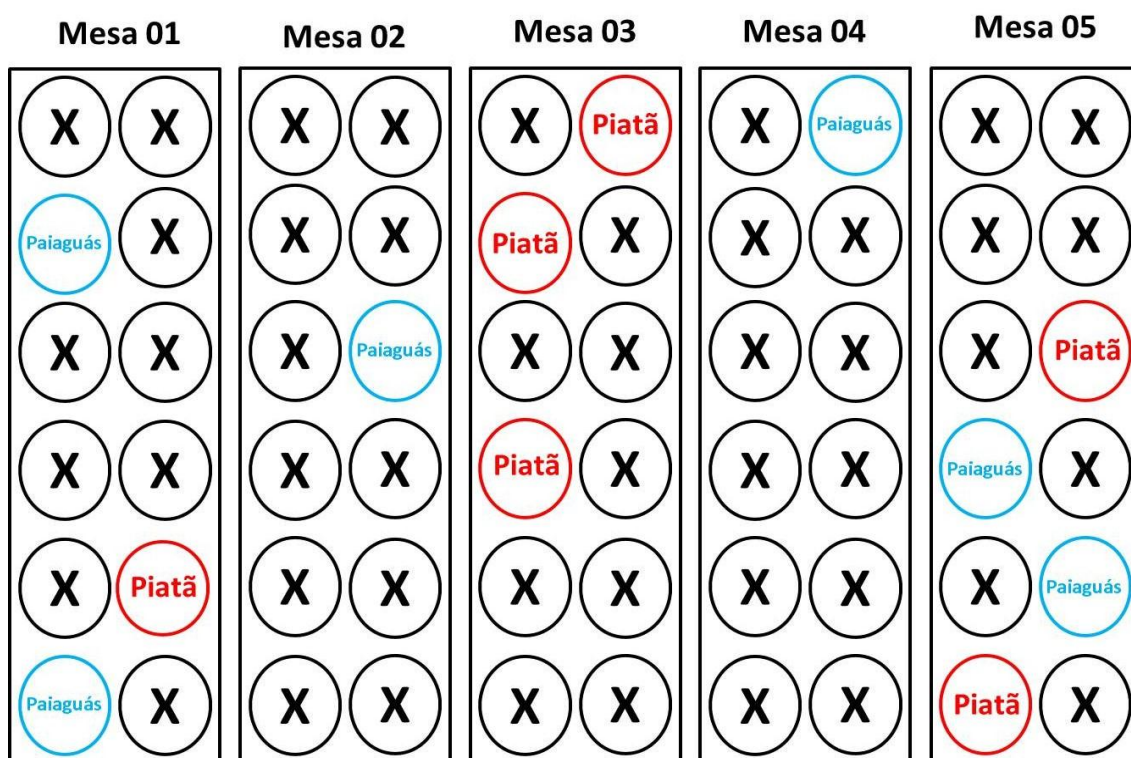 Mesa 01 Mesa 02 Mesa 03 Mesa 04 Mesa 05
X X X X X Piatã X Paiaguás X X
Paiaguás X X X Piatã X X X X X
X X X Paiaguás X X X X X Piatã
X X X X Piatã X X X Paiaguás X
X Piatã X X X X X X X Paiaguás
Paiaguás X X X X X X X Piatã X